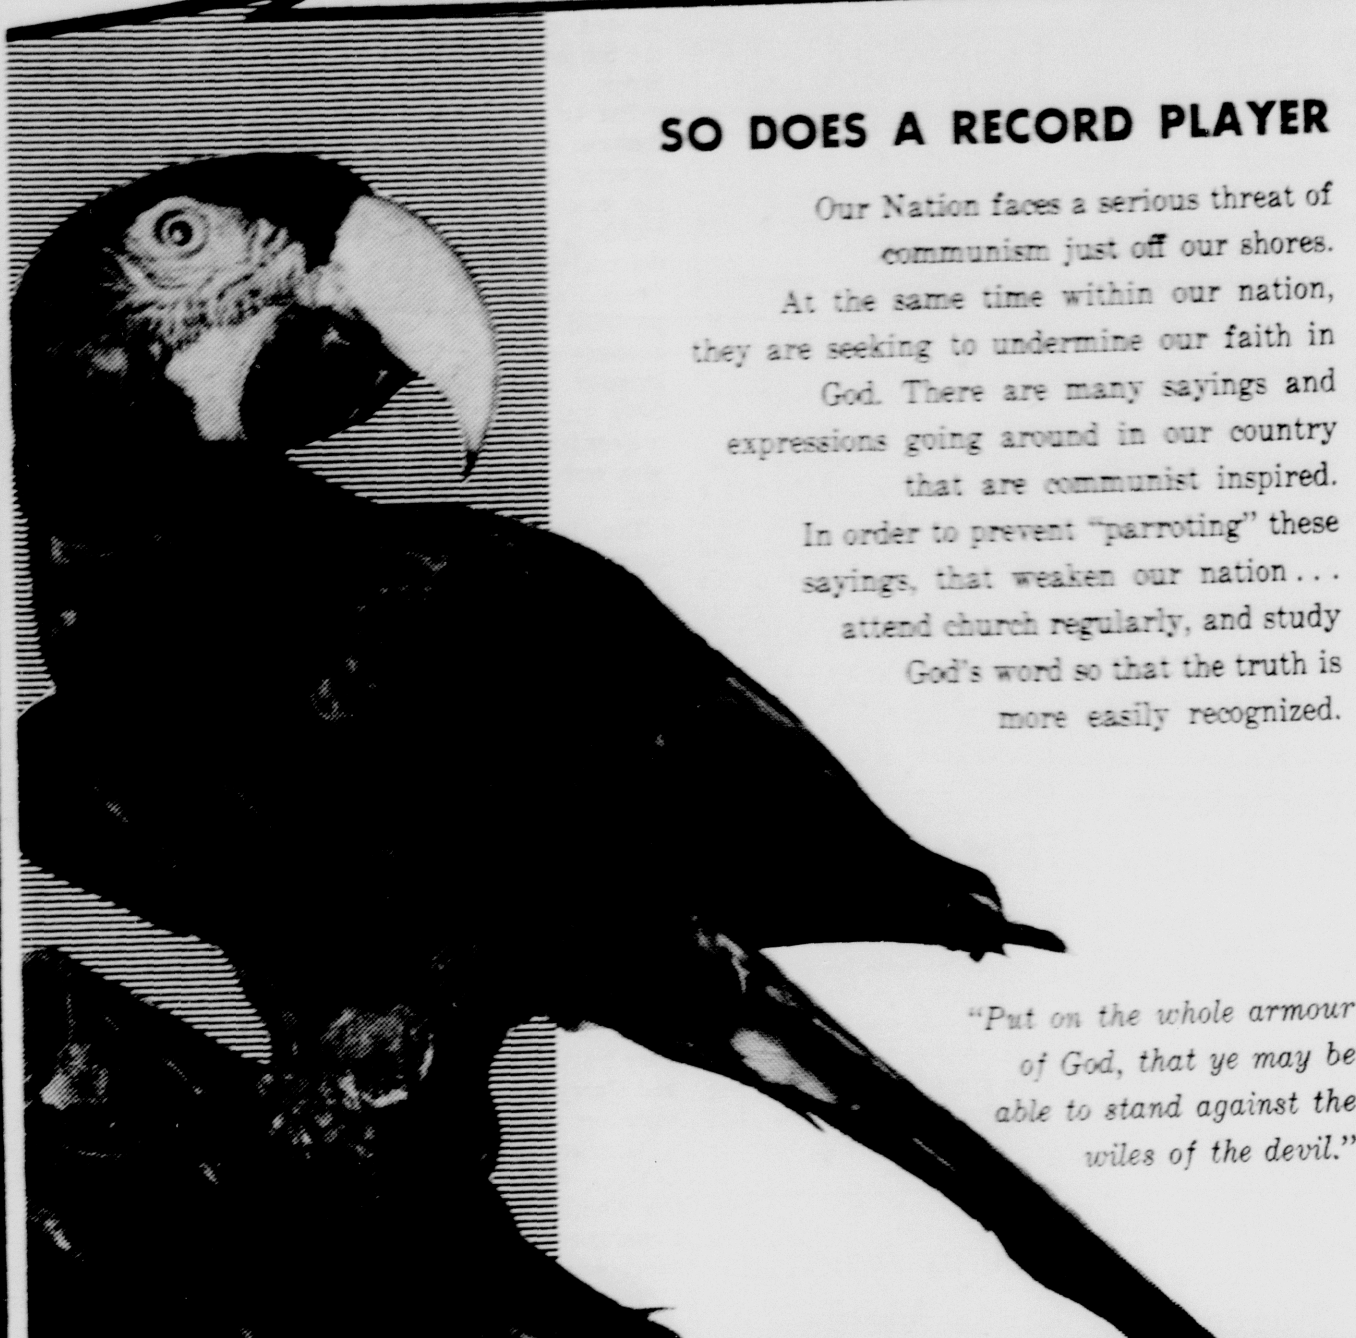 SO DOES A RECORD PLAYER
Our Nation faces a serious threat of
communism just off our shores.
At the same time within our nation,
they are seeking to undermine our faith in
God. There are many sayings and
expressions going around in our country
that are communist inspired.
In order to prevent “parroting” these
sayings, that weaken our nation...
attend church regularly, and study
God's word so that the truth is
more easily recognized.
“Put on the whole armour
of God, that ye may be
able to stand against the
wiles of the devil.”